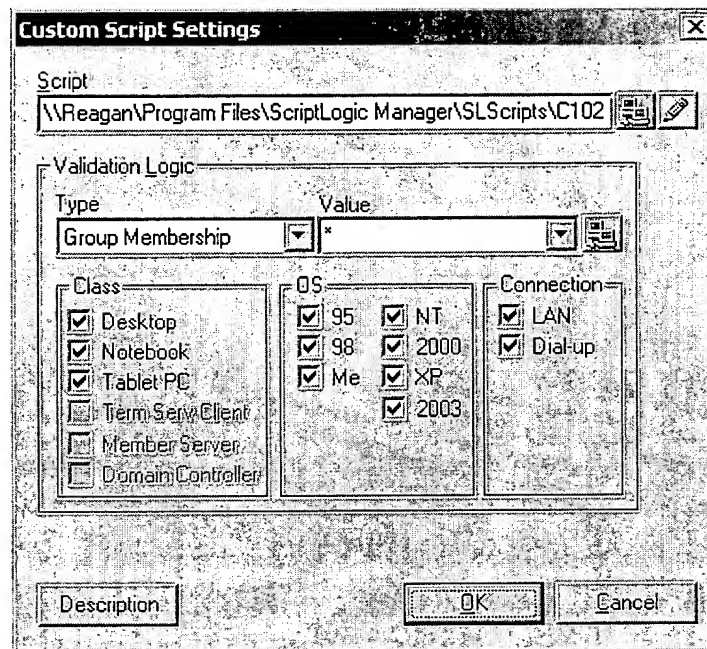 Custom Script Settings
Script
\\Reagan\Program Files\ScriptLogic Manager\SLScripts\C102
Validation Logic
Type Value
Group Membership *
Class OS Connection
Desktop 95 NT LAN
Notebook 98 2000 Dial-up
Tablet PC Me XP
Term Serv Client 2003
Member Server
Domain Controller
Description OK Cancel